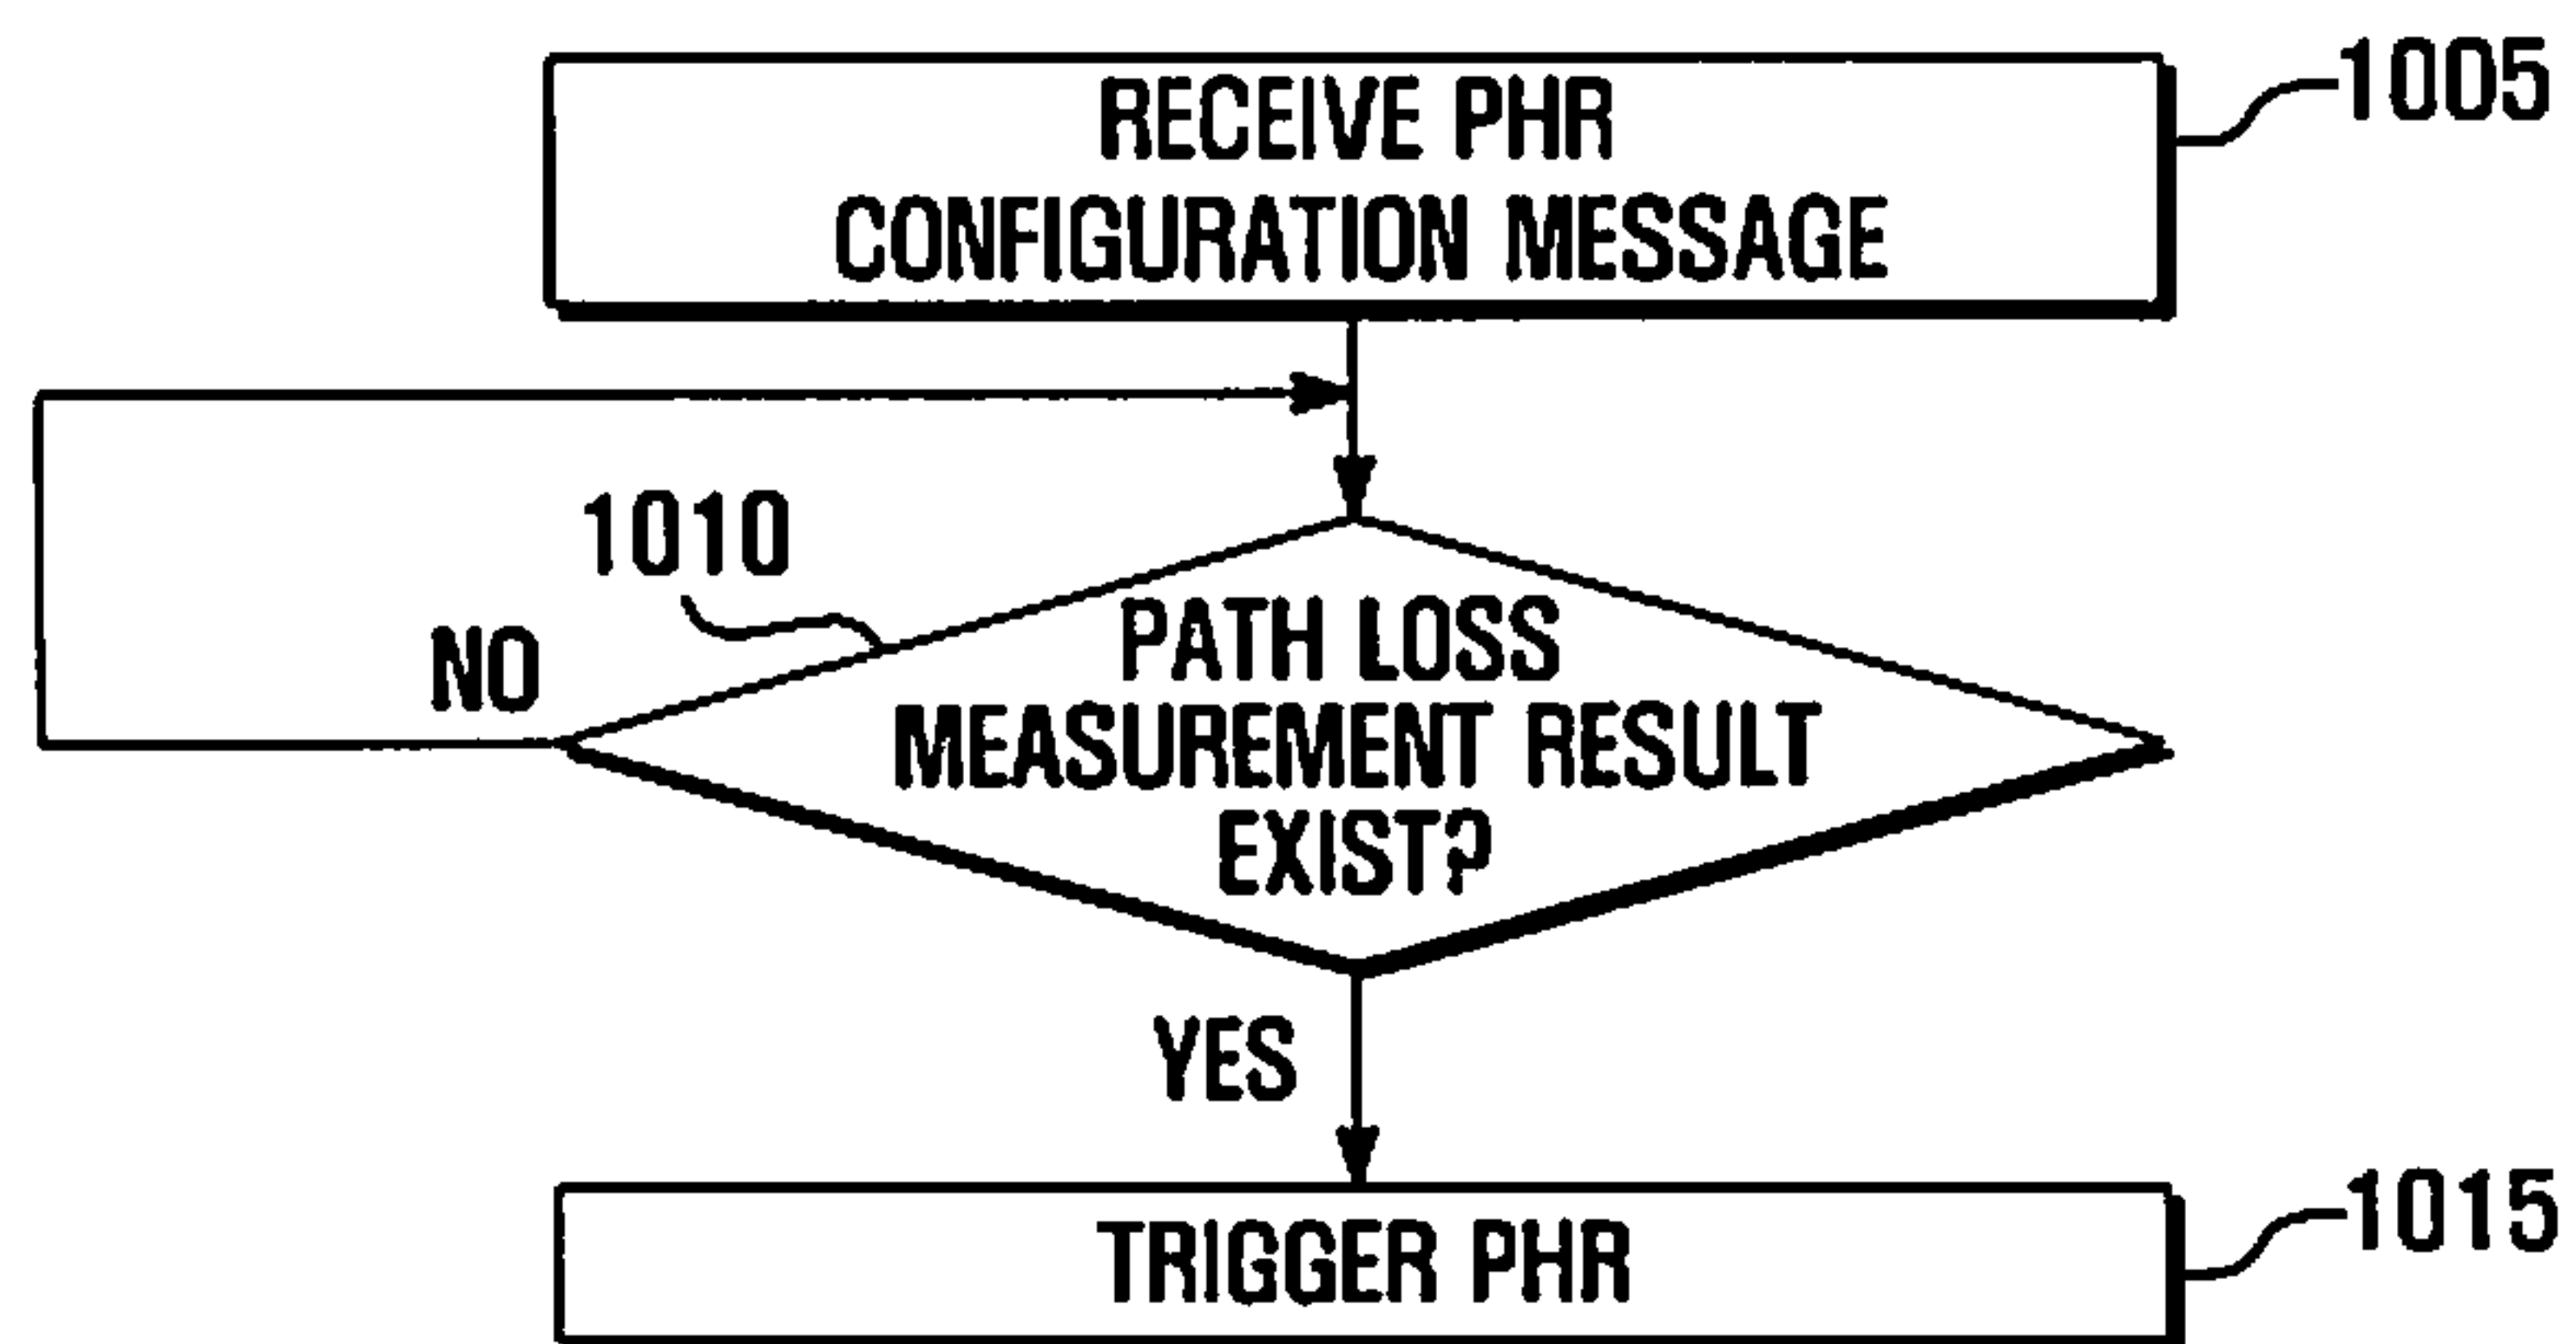 RECEIVE PHR
CONFIGURATION MESSAGE
1005
1010
NO
PATH LOSS
MEASUREMENT RESULT
EXIST?
YES
TRIGGER PHR
1015